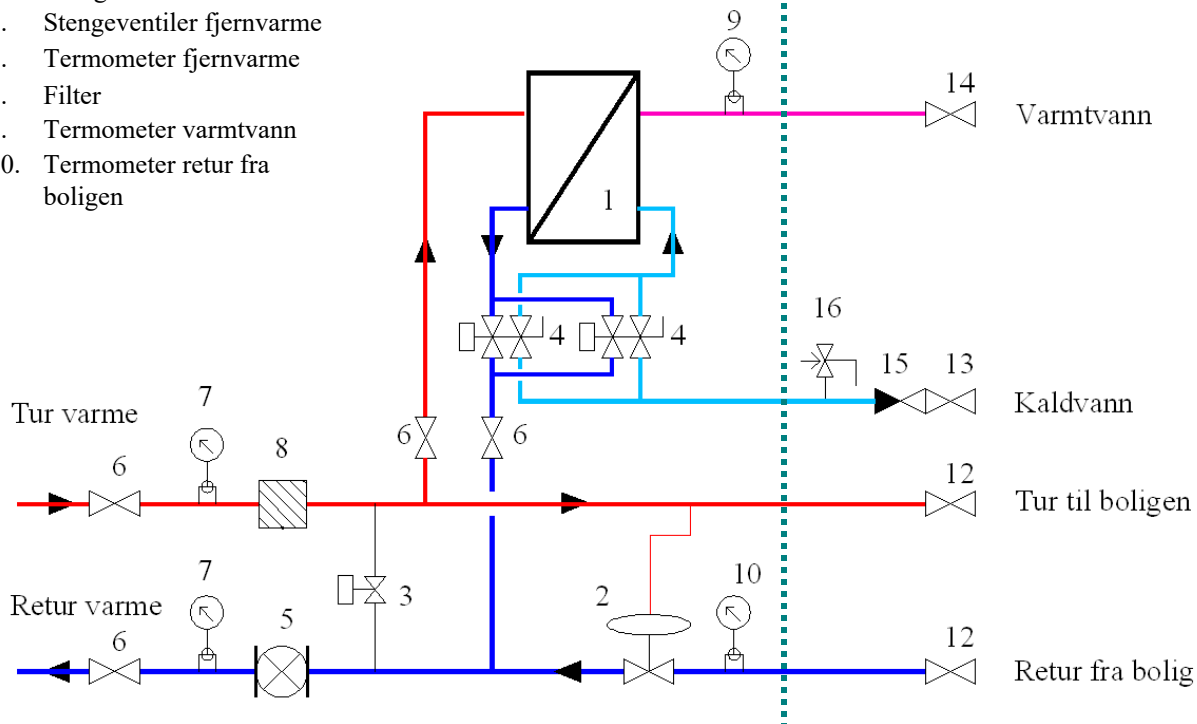 . Stengeventiler fjernvarme
. Termometer fjernvarme
. Filter
. Termometer varmtvann
0. Termometer retur fra
boligen
9
14
Varmtvann
1
16
4
4
15
13
Kaldvann
Tur varme
7
8
6
6
6
12
Tur til boligen
Retur varme
7
6
5
3
2
10
12
Retur fra bolig